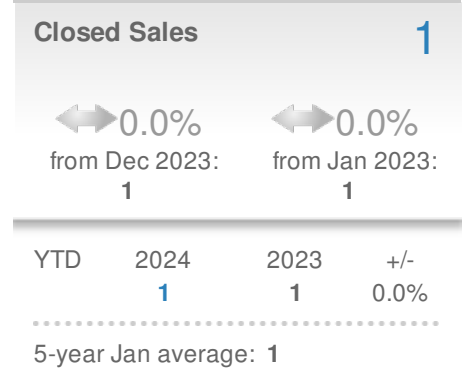 Closed Sales 1
0.0% 0.0%
from Dec 2023: from Jan 2023:
1 1
YTD 2024 2023 +/-
1 1 0.0%
5-year Jan average: 1